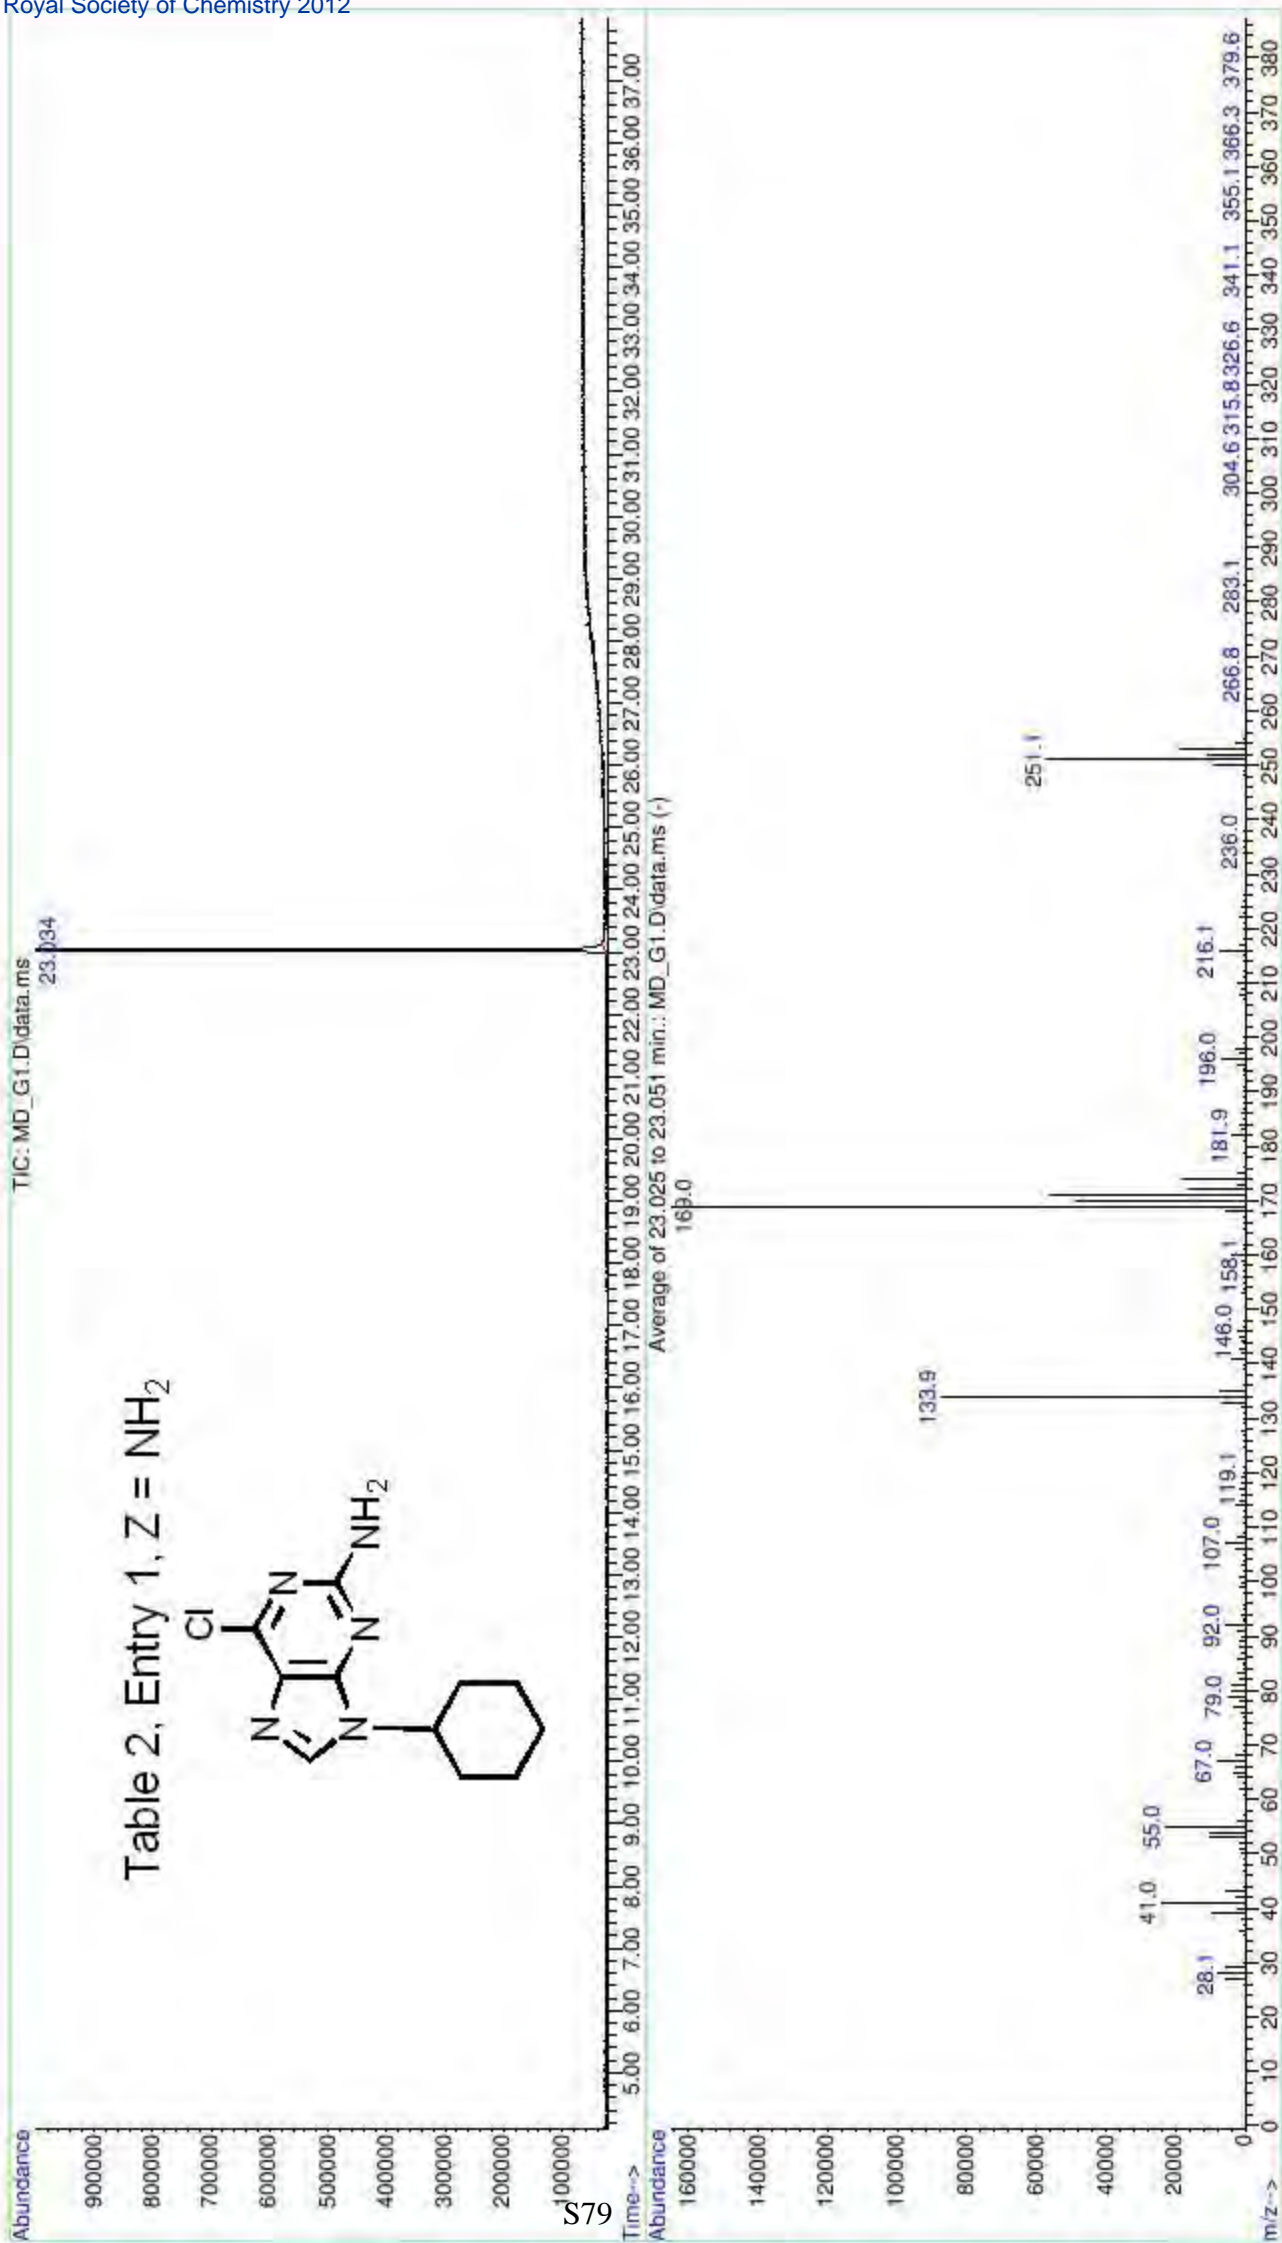 Royal Society of Chemistry 2012
Abundance
TIC: MD_G1.D\data.ms
23.034
Table 2, Entry 1, Z = NH2
Cl
N
N
NH2
N
N
900000
800000
700000
600000
500000
400000
300000
200000
100000
Time-->
5.00 6.00 7.00 8.00 9.00 10.00 11.00 12.00 13.00 14.00 15.00 16.00 17.00 18.00 19.00 20.00 21.00 22.00 23.00 24.00 25.00 26.00 27.00 28.00 29.00 30.00 31.00 32.00 33.00 34.00 35.00 36.00 37.00
Abundance
Average of 23.025 to 23.051 min.: MD_G1.D\data.ms (-)
169.0
1600000
1400000
1200000
1000000
800000
600000
400000
200000
0
133.9
251.1
28.1 41.0 55.0 67.0 79.0 92.0 107.0 119.1 146.0 158.1 181.9 196.0 216.1 236.0 266.8 283.1 304.6 315.8 326.6 341.1 355.1 366.3 379.6
m/z-->
0 10 20 30 40 50 60 70 80 90 100 110 120 130 140 150 160 170 180 190 200 210 220 230 240 250 260 270 280 290 300 310 320 330 340 350 360 370 380
S79